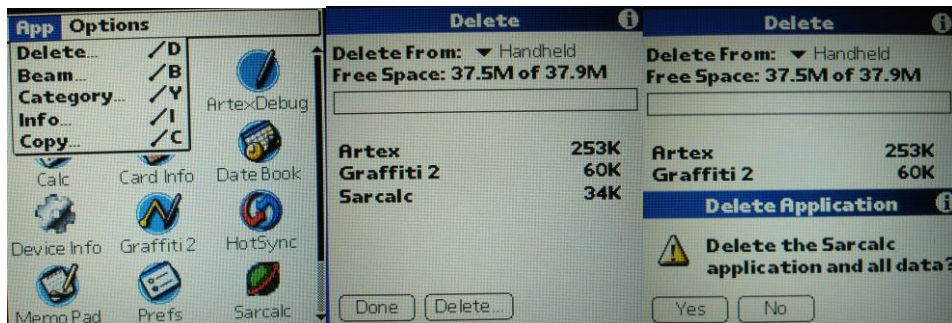 App Options
Delete... /D
Beam... /B
Category... /Y
Info... /I
Copy... /C
ArtexDebug
Calc Card Info Date Book
Device Info Graffiti 2 HotSync
Memo Pad Prefs Sarcalc
Delete i
Delete From: Handheld
Free Space: 37.5M of 37.9M
Artex 253K
Graffiti 2 60K
Sarcalc 34K
Done Delete...
Delete i
Delete From: Handheld
Free Space: 37.5M of 37.9M
Artex 253K
Graffiti 2 60K
Delete Application i
Delete the Sarcalc
application and all data?
Yes No